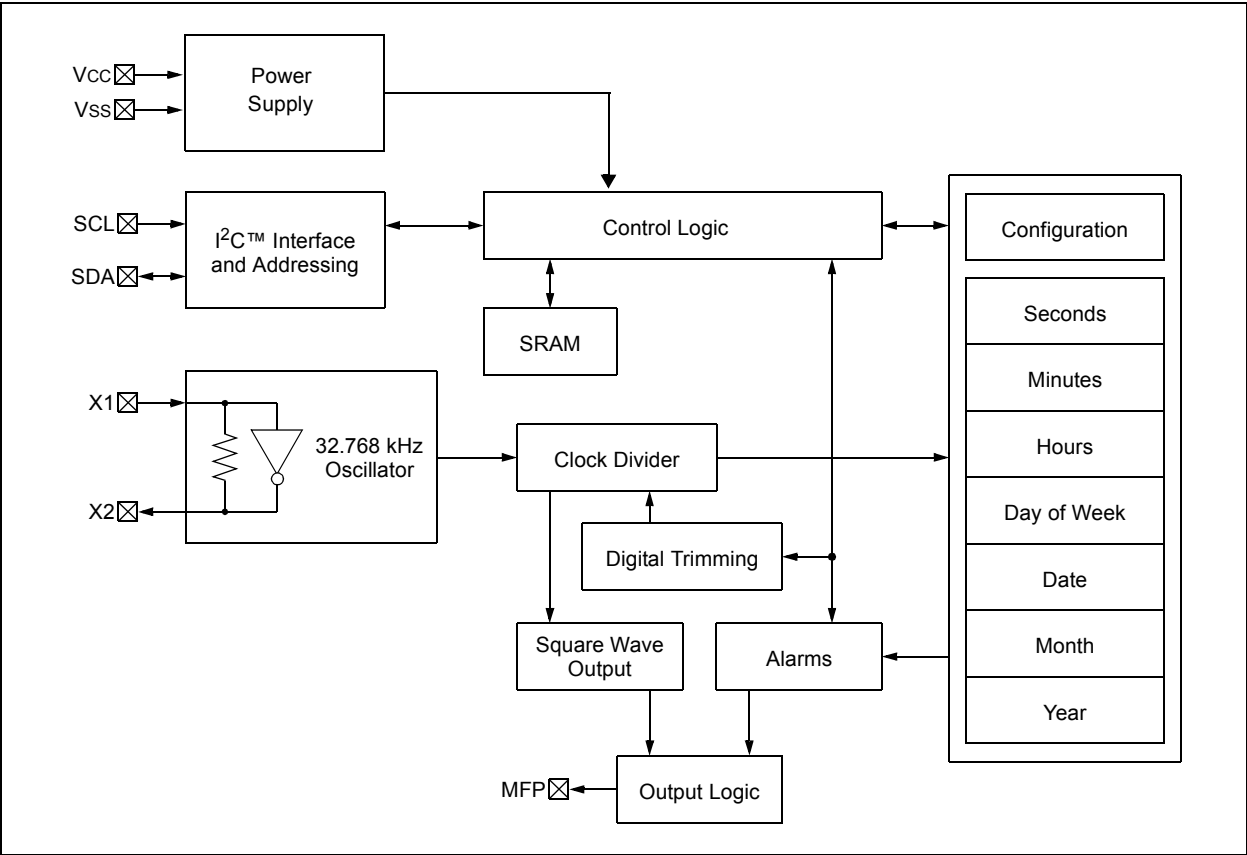 VCC
VSS
Power
Supply
SCL
SDA
I2C™ Interface
and Addressing
Control Logic
SRAM
Configuration
Seconds
Minutes
Hours
Day of Week
Date
Month
Year
X1
X2
32.768 kHz
Oscillator
Clock Divider
Digital Trimming
Square Wave
Output
Alarms
MFP
Output Logic